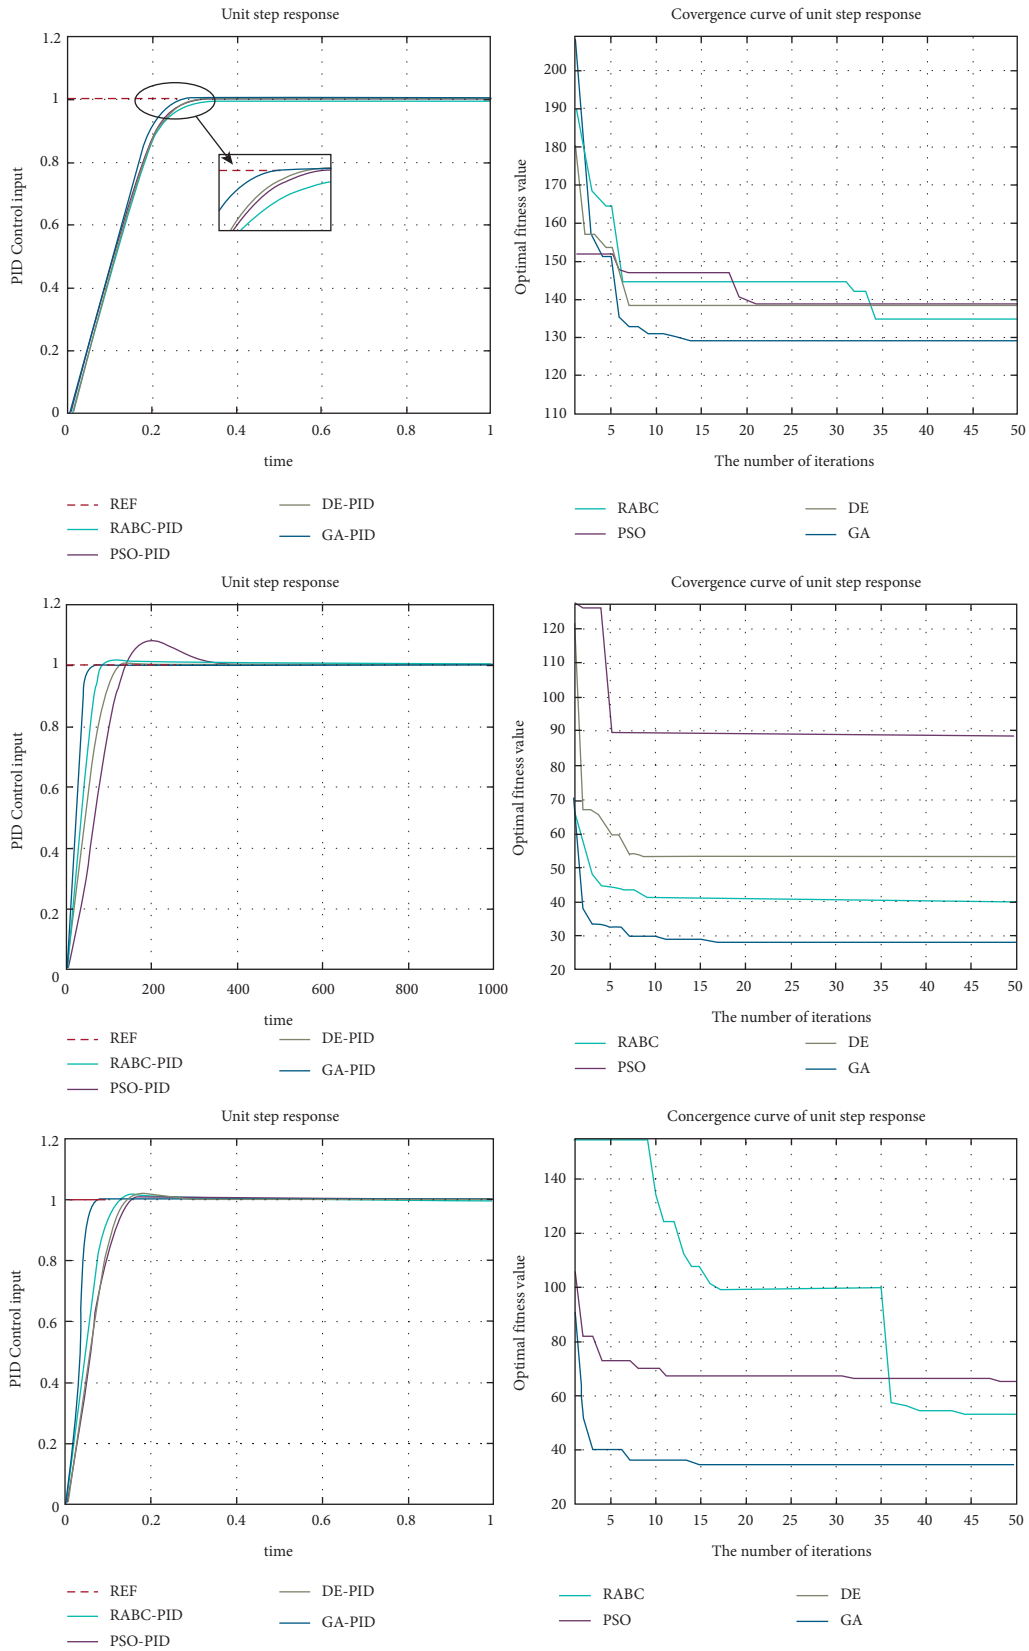 Unit step response
1.2
1
0.8
0.6
0.4
0.2
0
PID Control input
0 0.2 0.4 0.6 0.8 1
time
REF
RABC-PID
PSO-PID
DE-PID
GA-PID
Covergence curve of unit step response
200
190
180
170
160
150
140
130
120
110
Optimal fitness value
5 10 15 20 25 30 35 40 45 50
The number of iterations
RABC
PSO
DE
GA
Unit step response
1.2
1
0.8
0.6
0.4
0.2
0
PID Control input
0 200 400 600 800 1000
time
REF
RABC-PID
PSO-PID
DE-PID
GA-PID
Covergence curve of unit step response
120
110
100
90
80
70
60
50
40
30
20
Optimal fitness value
5 10 15 20 25 30 35 40 45 50
The number of iterations
RABC
PSO
DE
GA
Unit step response
1.2
1
0.8
0.6
0.4
0.2
0
PID Control input
0 0.2 0.4 0.6 0.8 1
time
REF
RABC-PID
PSO-PID
DE-PID
GA-PID
Concergence curve of unit step response
140
120
100
80
60
40
20
Optimal fitness value
5 10 15 20 25 30 35 40 45 50
The number of iterations
RABC
PSO
DE
GA